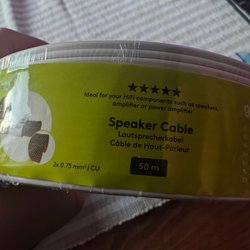 ★★★★★
Ideal for your HiFi components such as speakers,
amplifier or power amplifier
Speaker Cable
Lautsprecherkabel
Câble de Haut-Parleur
2x 0.75 mm² | CU
50 m